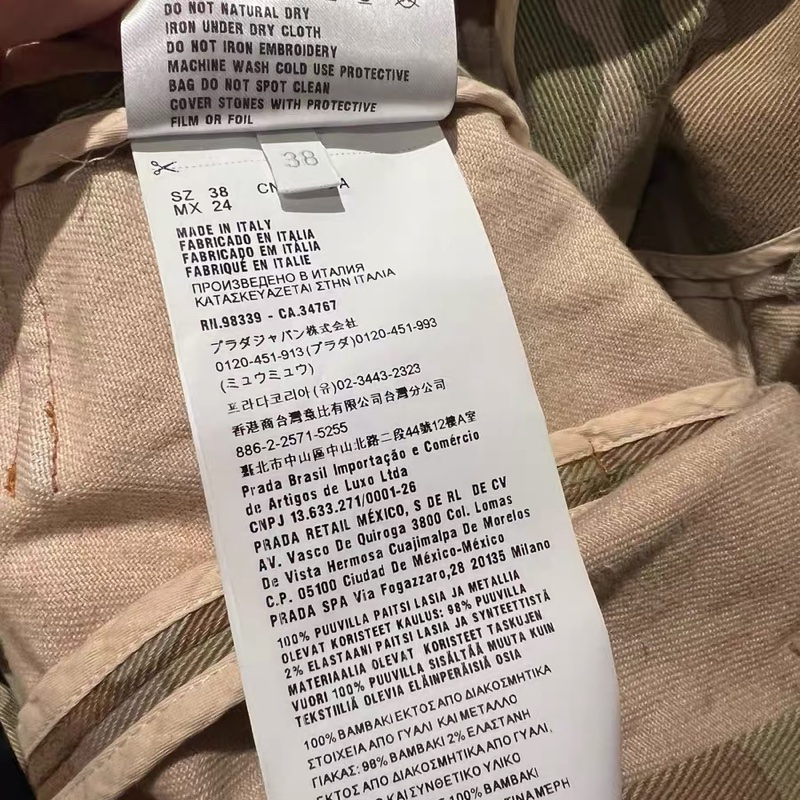 DO NOT NATURAL DRY
IRON UNDER DRY CLOTH
DO NOT IRON EMBROIDERY
MACHINE WASH COLD USE PROTECTIVE
BAG DO NOT SPOT CLEAN
COVER STONES WITH PROTECTIVE
FILM OR FOIL
38
SZ 38 CN
MX 24
MADE IN ITALY
FABRICADO EN ITALIA
FABRICADO EM ITÀLIA
FABRIQUÉ EN ITALIE
ПРОИЗВЕДЕНО В ИТАЛИЯ
ΚΑΤΑΣΚΕΥΑΖΕΤΑΙ ΣΤΗΝ ΙΤΑΛΙΑ
RN.98339 - CA.34767
プラダジャパン株式会社
0120-451-913(プラダ)0120-451-993
(ミュウミュウ)
프라다코리아(유)02-3443-2323
香港商台灣蔻比有限公司台灣分公司
886-2-2571-5255
臺北市中山區中山北路二段44號12樓A室
Prada Brasil Importação e Comércio
de Artigos de Luxo Ltda
CNPJ 13.633.271/0001-26
PRADA RETAIL MÉXICO, S DE RL DE CV
AV. Vasco De Quiroga 3800 Col. Lomas
De Vista Hermosa Cuajimalpa De Morelos
C.P. 05100 Ciudad De México-México
PRADA SPA Via Fogazzaro,28 20135 Milano
100% PUUVILLA PAITSI LASIA JA METALLIA
OLEVAT KORISTEET KAULUS: 98% PUUVILLA
2% ELASTAANI PAITSI LASIA JA SYNTEETTISTÄ
MATERIAALIA OLEVAT KORISTEET TASKUJEN
VUORI 100% PUUVILLA SISÄLTÄÄ MUUTA KUIN
TEKSTIILIÄ OLEVIA ELÄINPERÄISIÄ OSIA
100% ΒΑΜΒΑΚΙ ΕΚΤΟΣ ΑΠΟ ΔΙΑΚΟΣΜΗΤΙΚΑ
ΣΤΟΙΧΕΙΑ ΑΠΟ ΓΥΑΛΙ ΚΑΙ ΜΕΤΑΛΛΟ
ΓΙΑΚΑΣ: 98% ΒΑΜΒΑΚΙ 2% ΕΛΑΣΤΑΝΗ
ΕΚΤΟΣ ΑΠΟ ΔΙΑΚΟΣΜΗΤΙΚΑ ΑΠΟ ΓΥΑΛΙ,
ΚΑΙ ΣΥΝΘΕΤΙΚΟ ΥΛΙΚΟ
100% ΒΑΜΒΑΚΙ